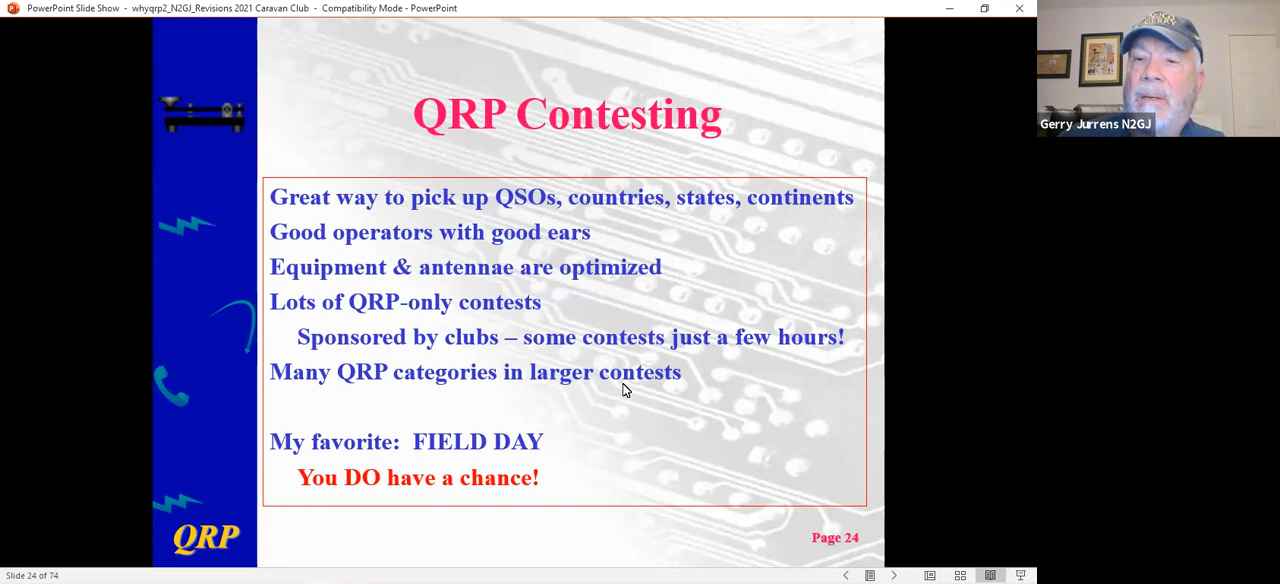 PowerPoint Slide Show - whyqrp2_N2GJ_Revisions 2021 Caravan Club - Compatibility Mode - PowerPoint
QRP Contesting
Great way to pick up QSOs, countries, states, continents
Good operators with good ears
Equipment & antennae are optimized
Lots of QRP-only contests
Sponsored by clubs – some contests just a few hours!
Many QRP categories in larger contests
My favorite: FIELD DAY
You DO have a chance!
QRP
Page 24
Slide 24 of 74
Gerry Jurrens N2GJ